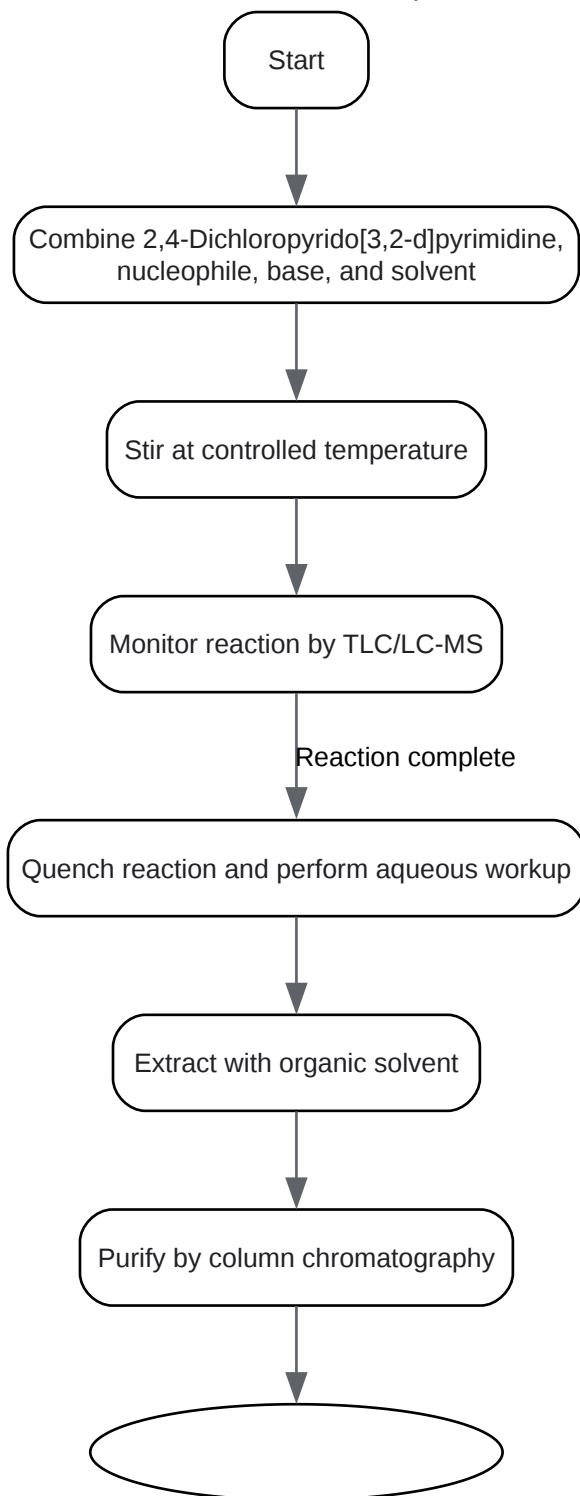 Start
Combine 2,4-Dichloropyrido[3,2-d]pyrimidine,
nucleophile, base, and solvent
Stir at controlled temperature
Monitor reaction by TLC/LC-MS
Reaction complete
Quench reaction and perform aqueous workup
Extract with organic solvent
Purify by column chromatography